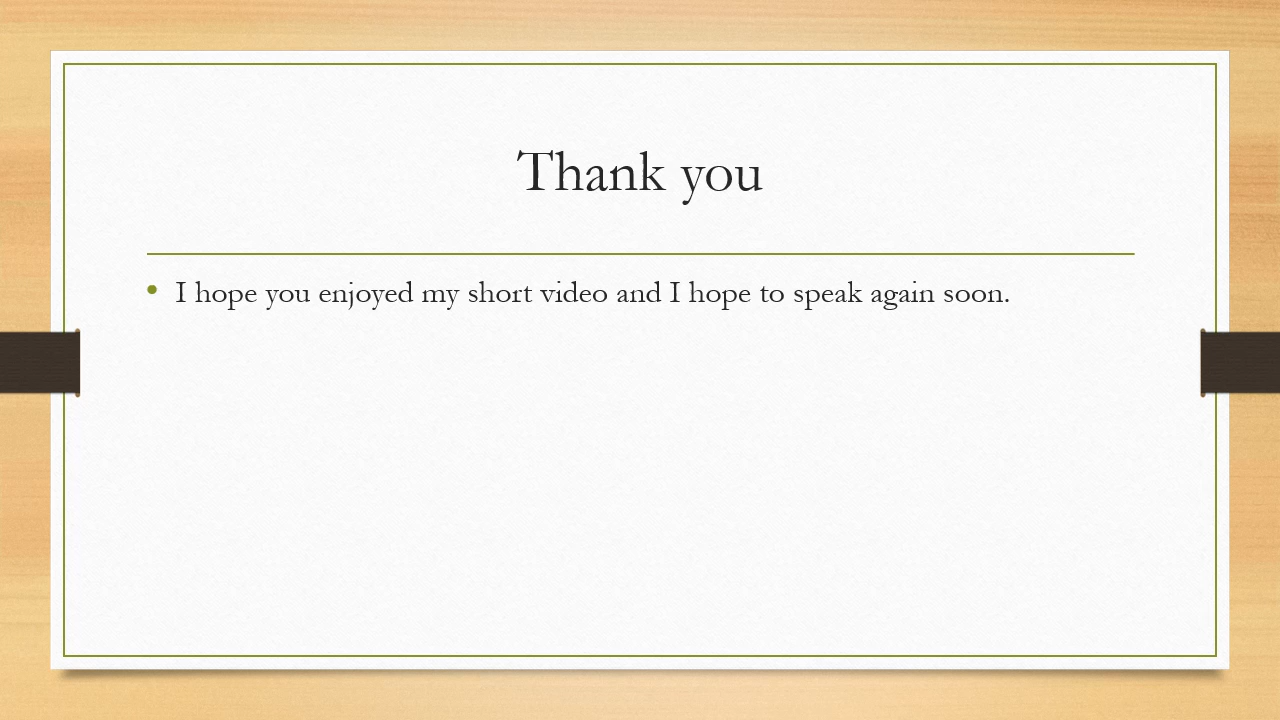 Thank you
• I hope you enjoyed my short video and I hope to speak again soon.